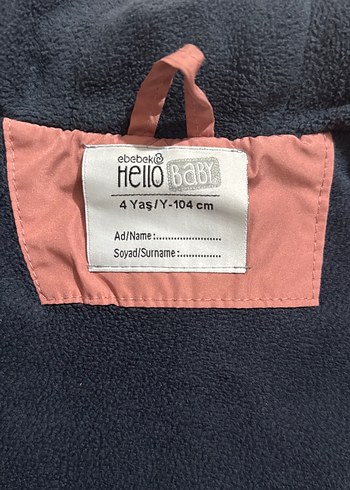 ebebek
HeLLO BaBY
4 Yaş/Y-104 cm
Ad/Name :......................
Soyad/Surname :..............